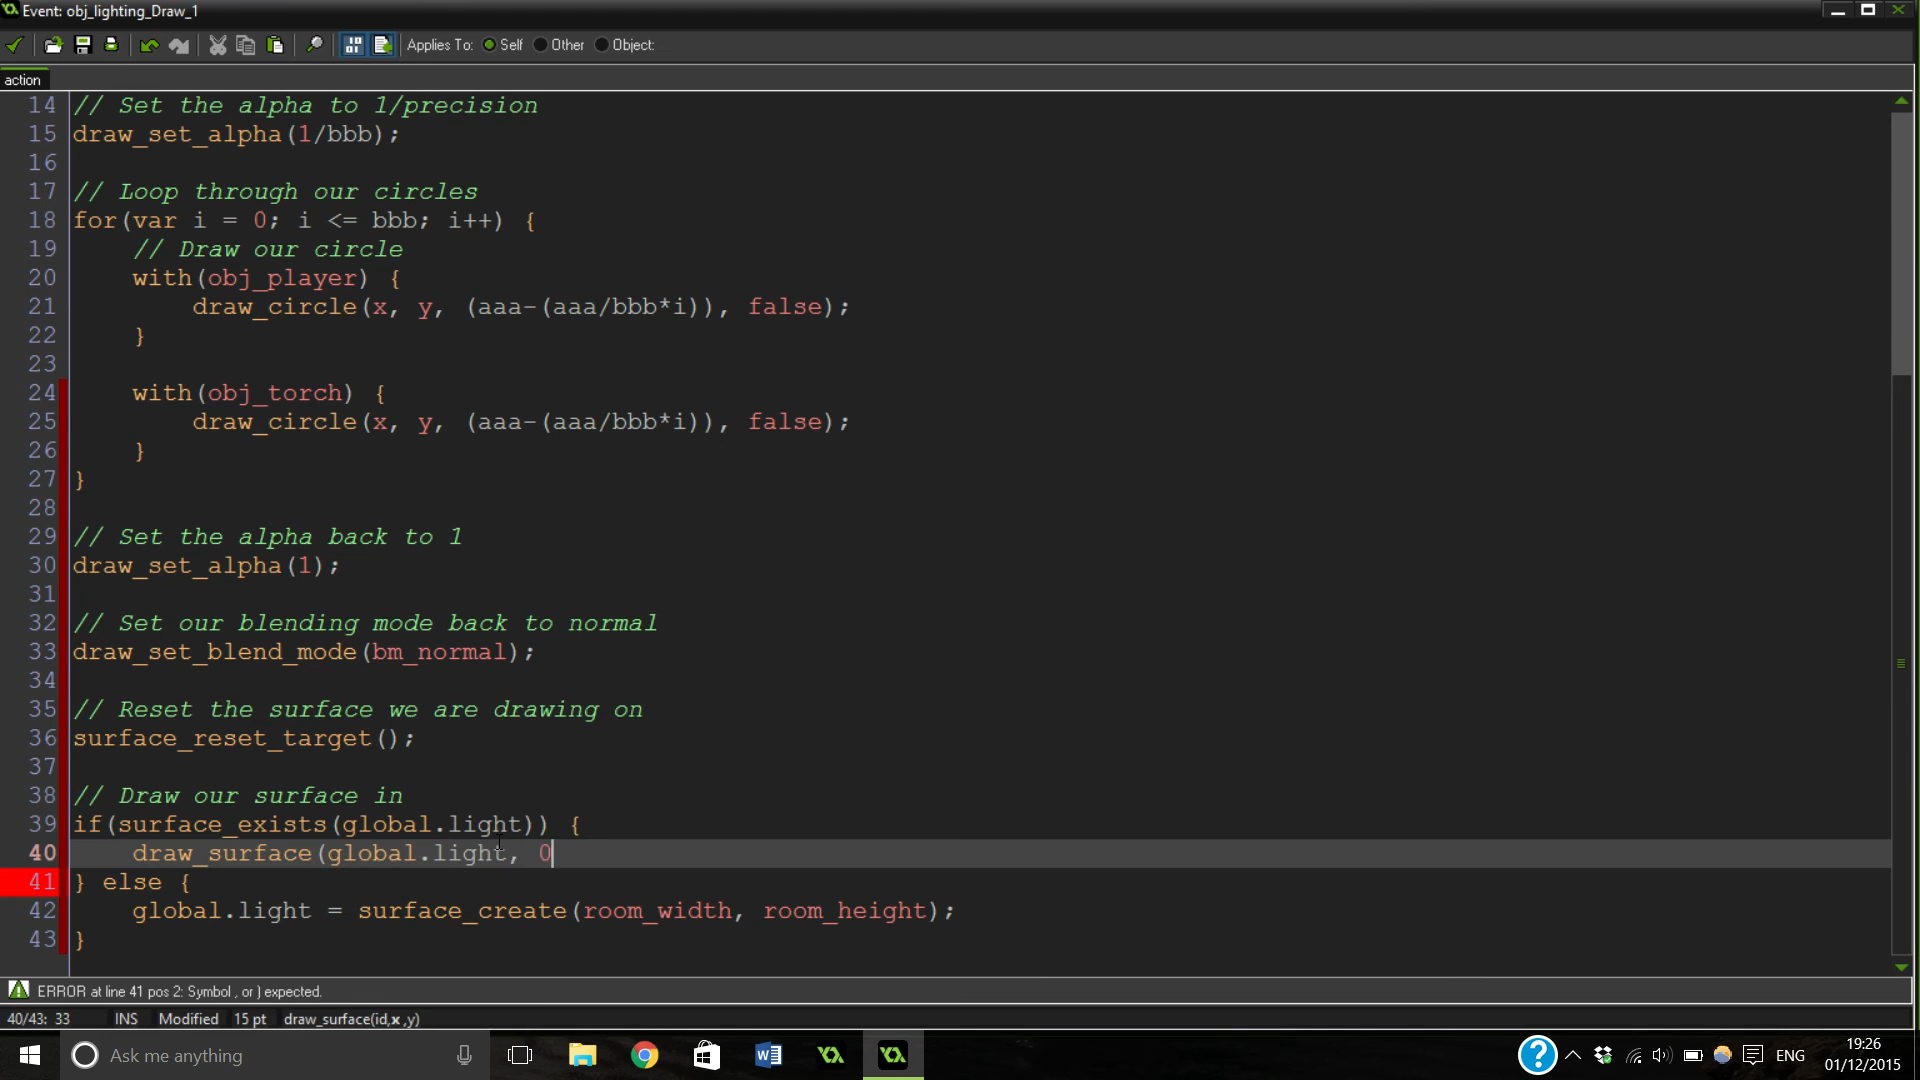 Event: obj_lighting_Draw_1
Applies To: Self Other Object:
action
14 // Set the alpha to 1/precision
15 draw_set_alpha(1/bbb);
16
17 // Loop through our circles
18 for(var i = 0; i <= bbb; i++) {
19     // Draw our circle
20     with(obj_player) {
21         draw_circle(x, y, (aaa-(aaa/bbb*i)), false);
22     }
23
24     with(obj_torch) {
25         draw_circle(x, y, (aaa-(aaa/bbb*i)), false);
26     }
27 }
28
29 // Set the alpha back to 1
30 draw_set_alpha(1);
31
32 // Set our blending mode back to normal
33 draw_set_blend_mode(bm_normal);
34
35 // Reset the surface we are drawing on
36 surface_reset_target();
37
38 // Draw our surface in
39 if(surface_exists(global.light)) {
40     draw_surface(global.light, 0
41 } else {
42     global.light = surface_create(room_width, room_height);
43 }
ERROR at line 41 pos 2: Symbol , or ) expected.
40/43: 33 INS Modified 15 pt draw_surface(id,x ,y)
Ask me anything
ENG
19:26
01/12/2015